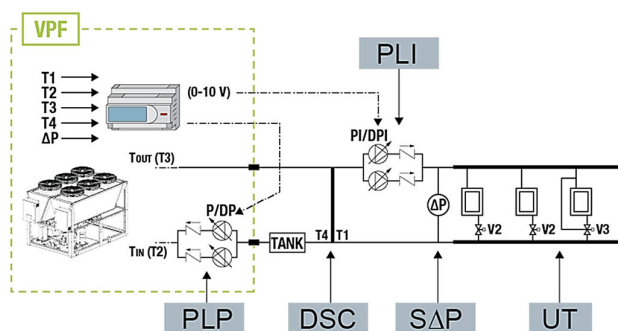 VPF
PLI
T1
T2
T3
T4
ΔP
(0-10 V)
PI/DPI
TOUT (T3)
P/DP
ΔP
V2
V2
V3
TIN (T2)
TANK
T4
T1
PLP
DSC
SΔP
UT